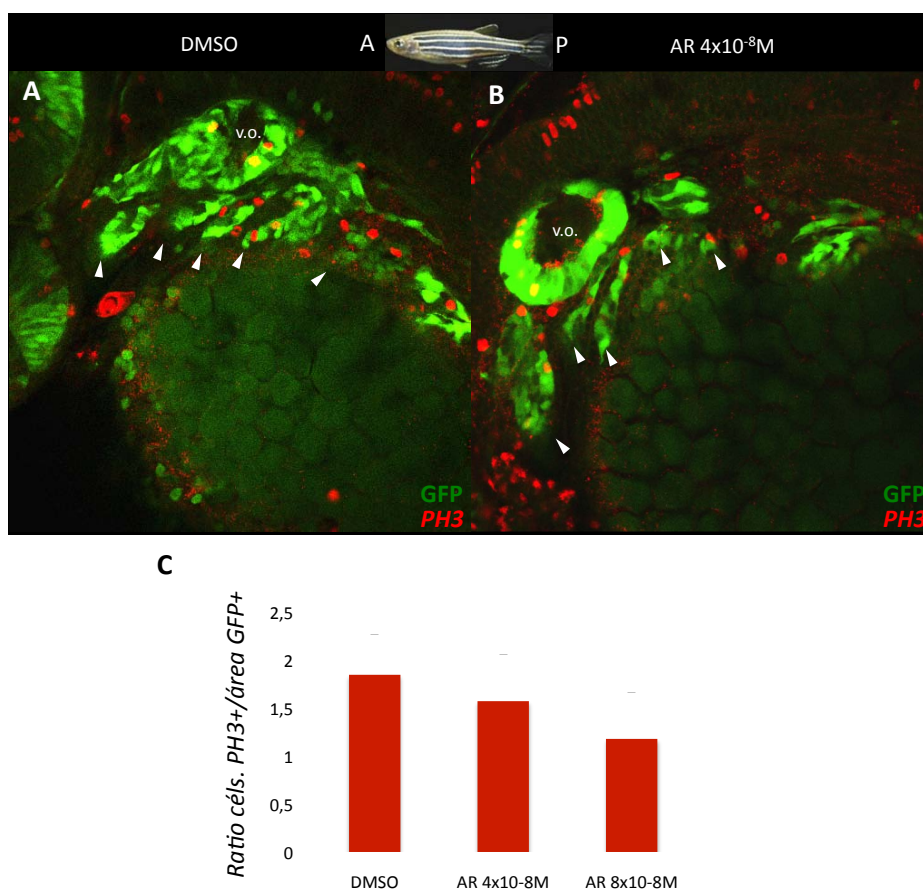 DMSO
A
P
AR 4x10-⁸M
A
v.o.
GFP
PH3
B
v.o.
GFP
PH3
C
Ratio céls. PH3+/área GFP+
2,5
2
1,5
1
0,5
0
DMSO
AR 4x10-8M
AR 8x10-8M